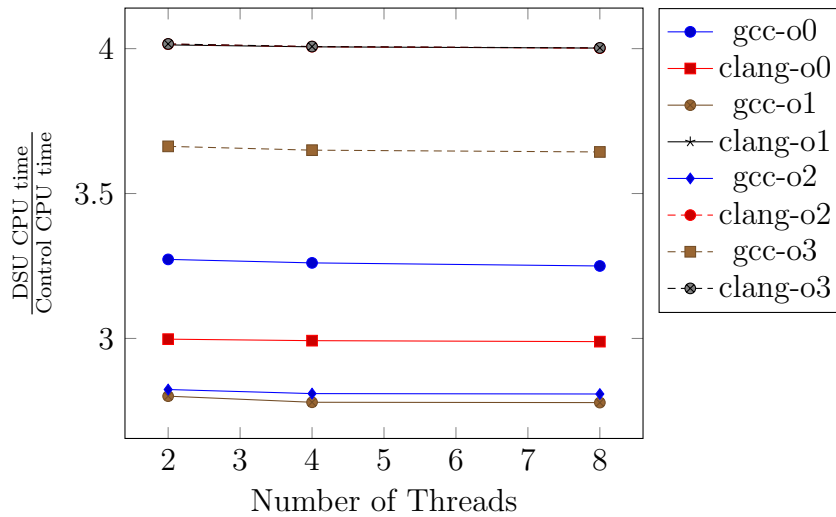 4
3.5
3
2 3 4 5 6 7 8
Number of Threads
DSU CPU time
Control CPU time
gcc-o0
clang-o0
gcc-o1
clang-o1
gcc-o2
clang-o2
gcc-o3
clang-o3